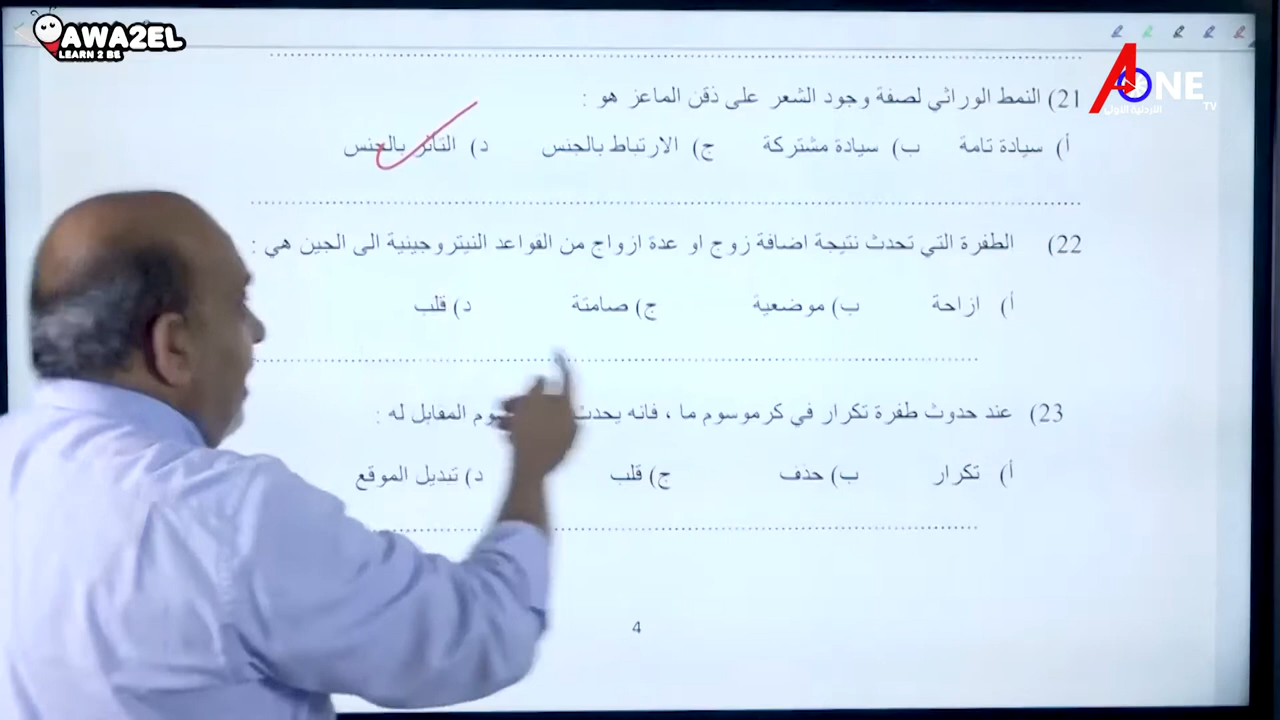 AWA2EL
LEARN 2 BE
A ONE TV
الاردنية الاولى
21) النمط الوراثي لصفة وجود الشعر على ذقن الماعز هو :
أ) سيادة تامة ب) سيادة مشتركة ج) الارتباط بالجنس د) التاثر بالجنس
22) الطفرة التي تحدث نتيجة اضافة زوج او عدة ازواج من القواعد النيتروجينية الى الجين هي :
أ) ازاحة ب) موضعية ج) صامتة د) قلب
23) عند حدوث طفرة تكرار في كرموسوم ما ، فانه يحدث المقابل له :
أ) تكرار ب) حذف ج) قلب د) تبديل الموقع
4